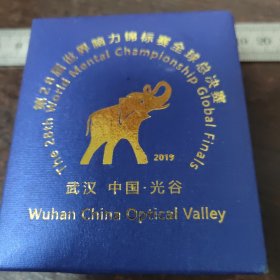 第28届世界脑力锦标赛全球总决赛
The 28th World Mental Championship Global Finals
2019
武汉 中国·光谷
Wuhan China Optical Valley